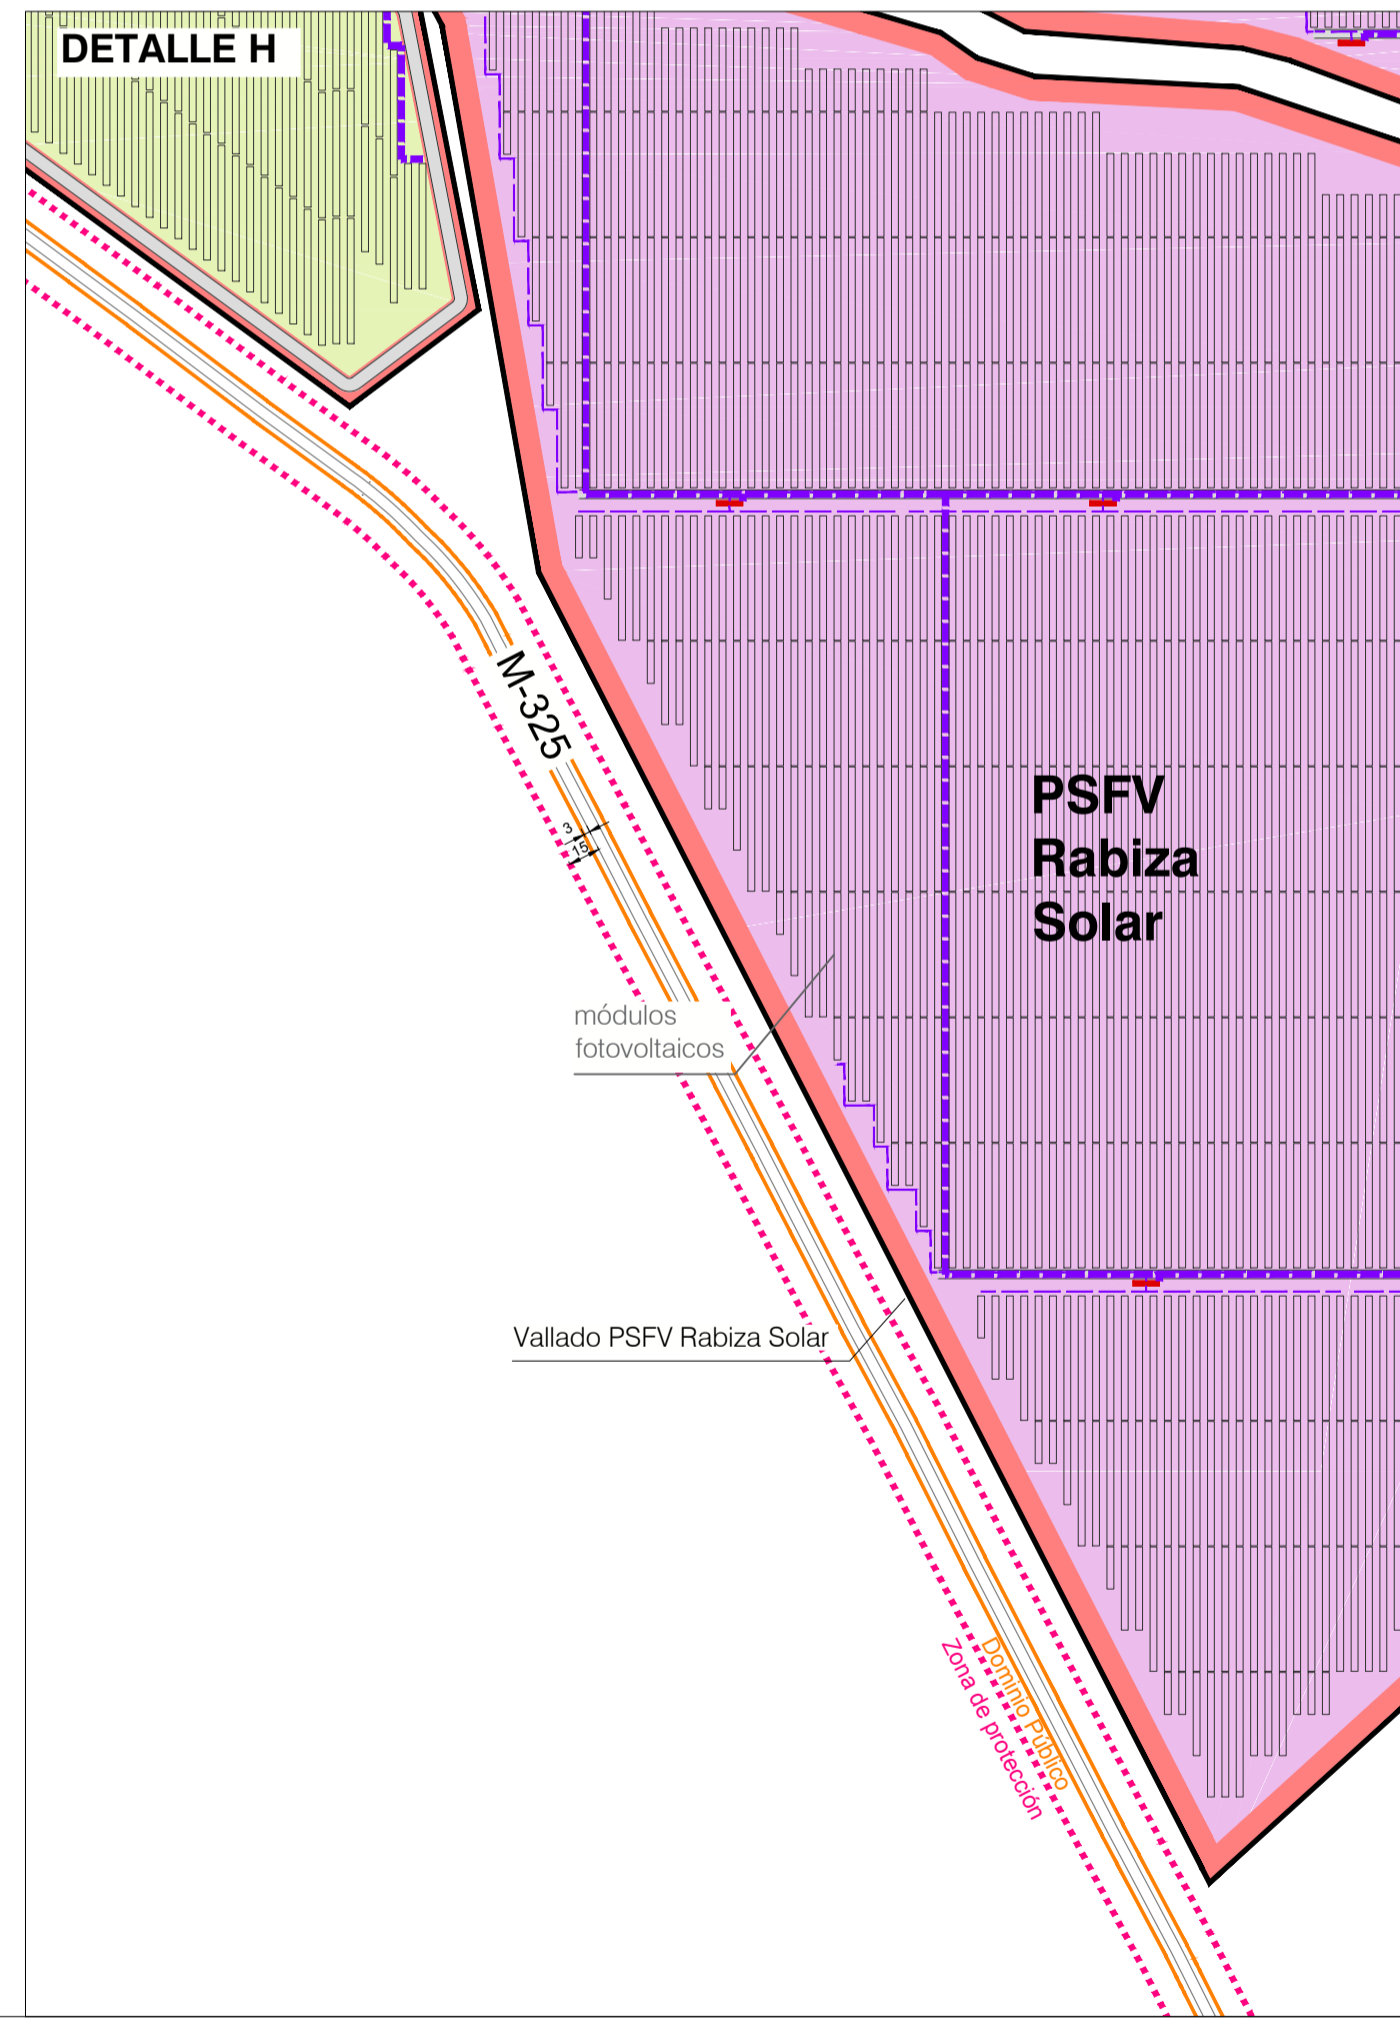 DETALLE H
M-325
PSFV
Rabiza
Solar
3
15
módulos
fotovoltaicos
Vallado PSFV Rabiza Solar
Dominio Público
Zona de protección